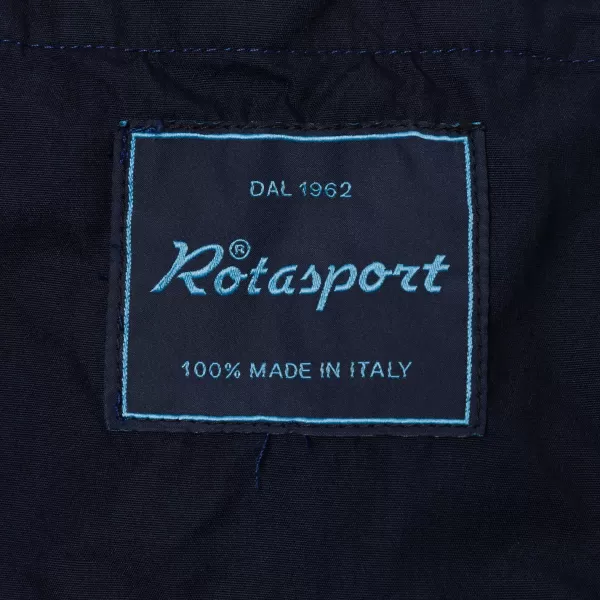 DAL 1962
Rotasport®
100% MADE IN ITALY